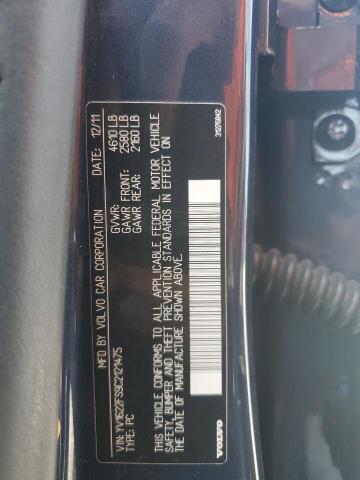 MFD BY VOLVO CAR CORPORATION DATE: 12/11
GVWR: 4610 LB
GAWR FRONT: 2580 LB
GAWR REAR: 2160 LB
THIS VEHICLE CONFORMS TO ALL APPLICABLE FEDERAL MOTOR VEHICLE
SAFETY, BUMPER AND THEFT PREVENTION STANDARDS IN EFFECT ON
THE DATE OF MANUFACTURE SHOWN ABOVE.
VIN: YV1622FS9C2121475
TYPE: PC
VOLVO
31276842